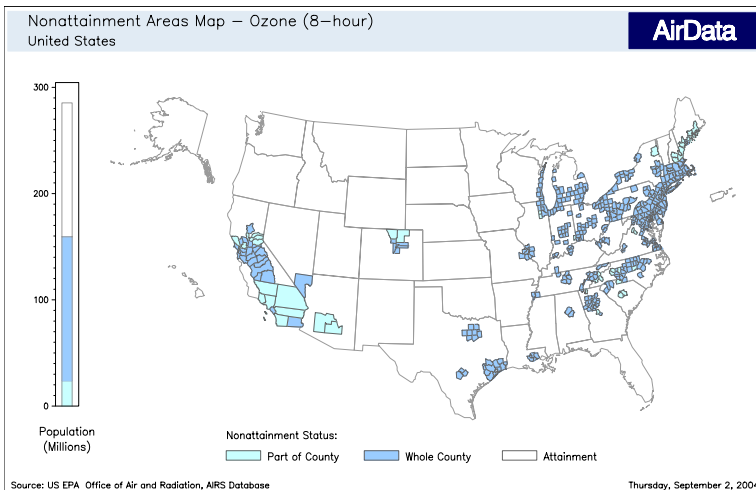 Nonattainment Areas Map - Ozone (8-hour)
United States
AirData
300
200
100
0
Population
(Millions)
Nonattainment Status:
Part of County
Whole County
Attainment
Source: US EPA Office of Air and Radiation, AIRS Database
Thursday, September 2, 2004